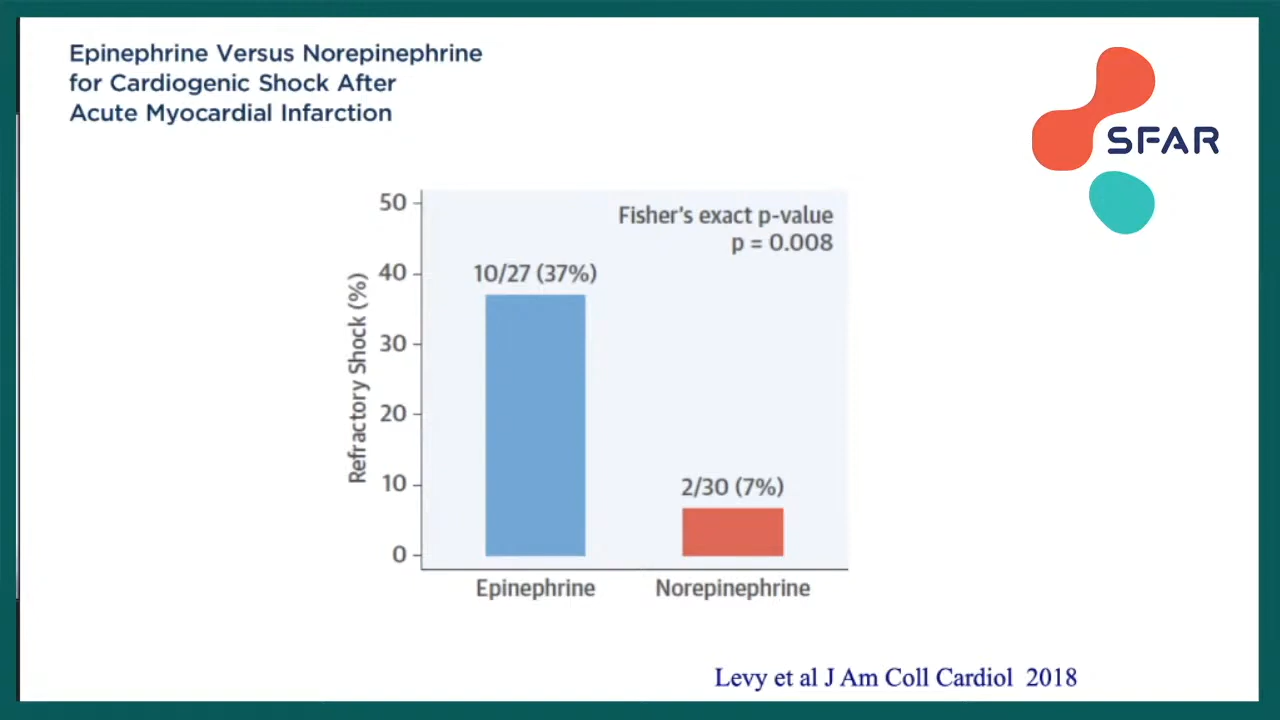 Epinephrine Versus Norepinephrine
for Cardiogenic Shock After
Acute Myocardial Infarction
SFAR
Fisher's exact p-value
p = 0.008
Refractory Shock (%)
50
40
30
20
10
0
10/27 (37%)
2/30 (7%)
Epinephrine
Norepinephrine
Levy et al J Am Coll Cardiol 2018